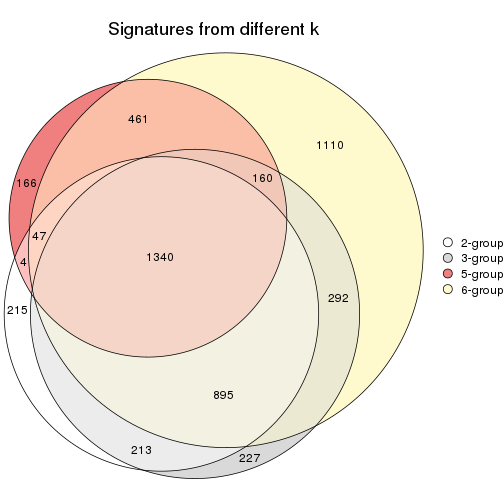 Signatures from different k
461
1110
166
160
47
1340
4
2-group
3-group
5-group
6-group
292
215
895
213
227